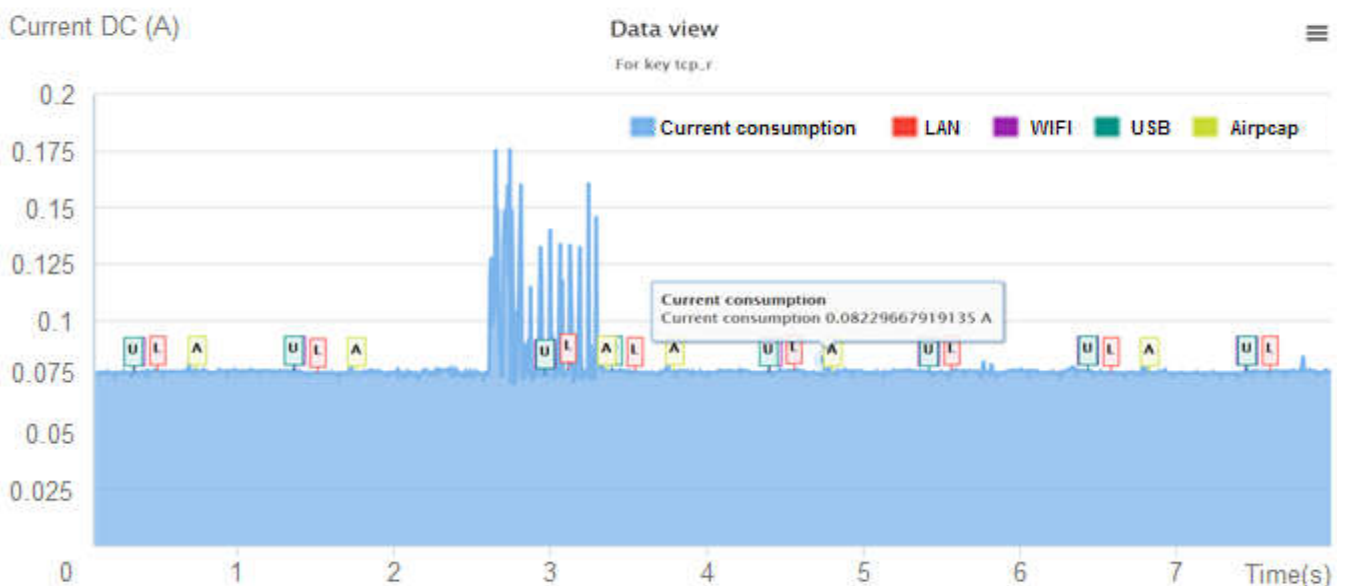 Current DC (A)
Data view
For key tcp_r
0.2
Current consumption LAN WIFI USB Airpcap
0.175
0.15
0.125
Current consumption
Current consumption 0.08229667919135 A
0.1
U L A U L A U L A L A U L A U L U L A U L
0.075
0.05
0.025
0 1 2 3 4 5 6 7 Time(s)